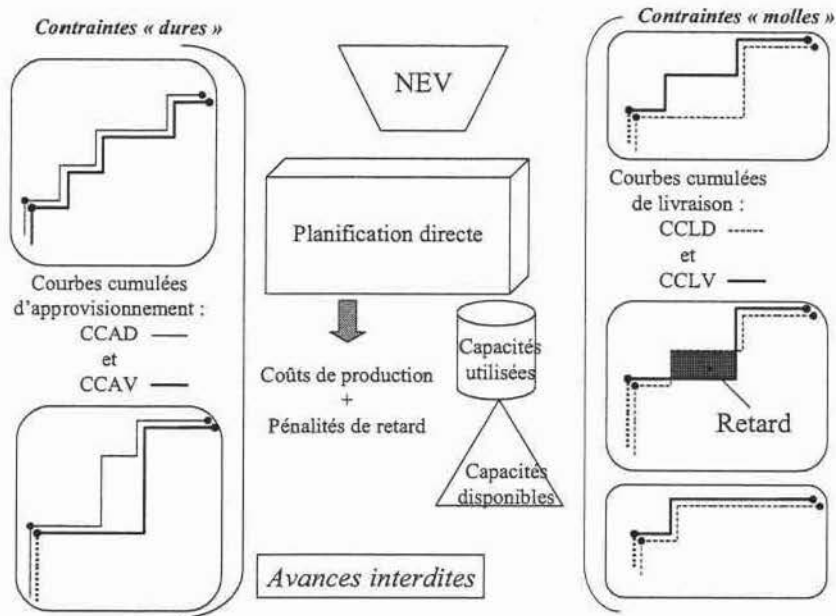 Contraintes « dures »
Courbes cumulées
d'approvisionnement :
CCAD
et
CCAV
NEV
Planification directe
Coûts de production
+
Pénalités de retard
Capacités
utilisées
Capacités
disponibles
Avances interdites
Contraintes « molles »
Courbes cumulées
de livraison :
CCLD
et
CCLV
Retard